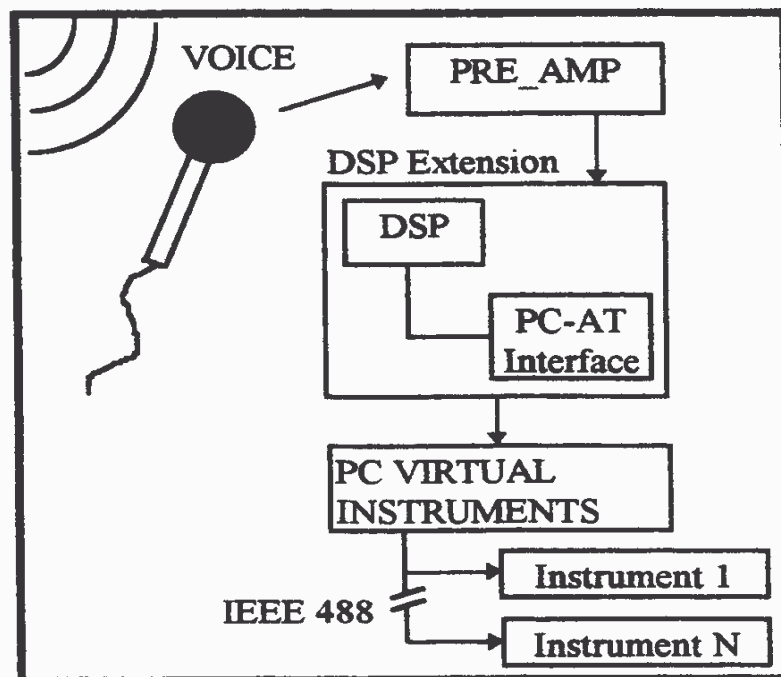 VOICE
PRE_AMP
DSP Extension
DSP
PC-AT
Interface
PC VIRTUAL
INSTRUMENTS
Instrument 1
IEEE 488
Instrument N